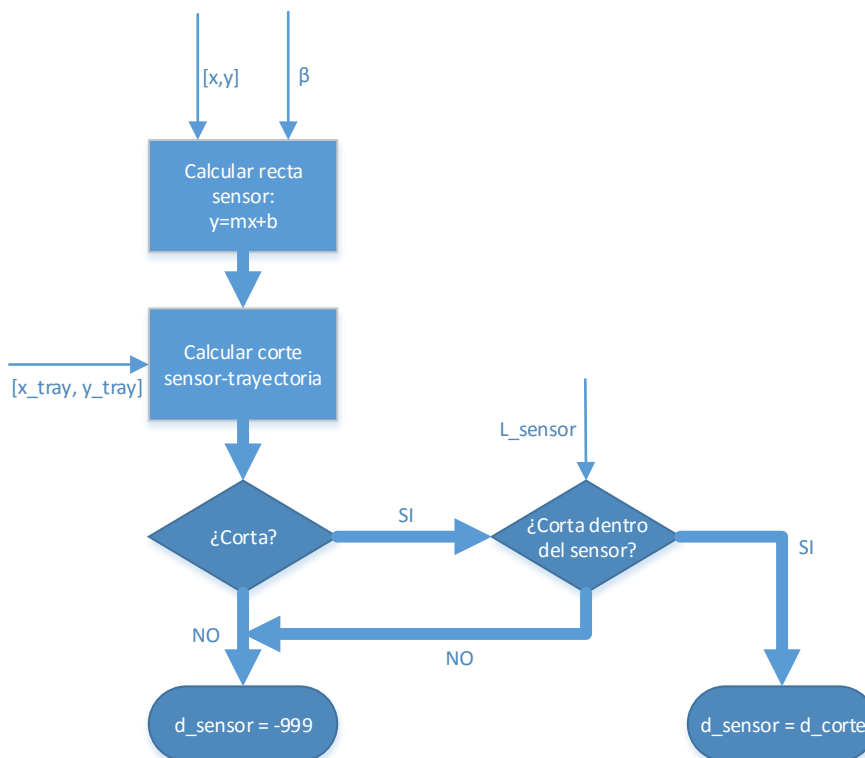 [x,y]
β
Calcular recta
sensor:
y=mx+b
Calcular corte
sensor-trayectoria
[x_tray, y_tray]
L_sensor
¿Corta?
SI
¿Corta dentro
del sensor?
SI
NO
NO
d_sensor = -999
d_sensor = d_corte